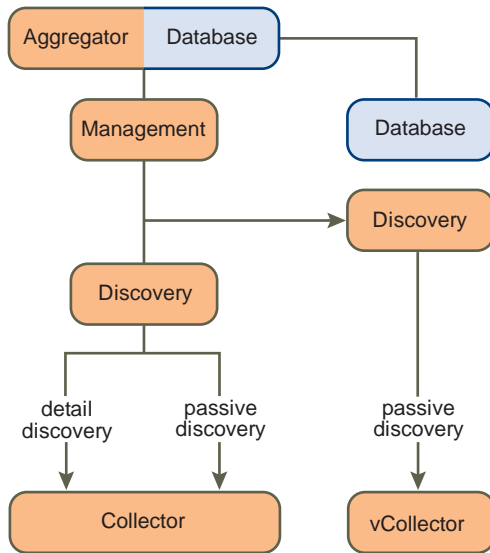 Aggregator
Database
Management
Database
Discovery
Discovery
detail
discovery
passive
discovery
passive
discovery
Collector
vCollector